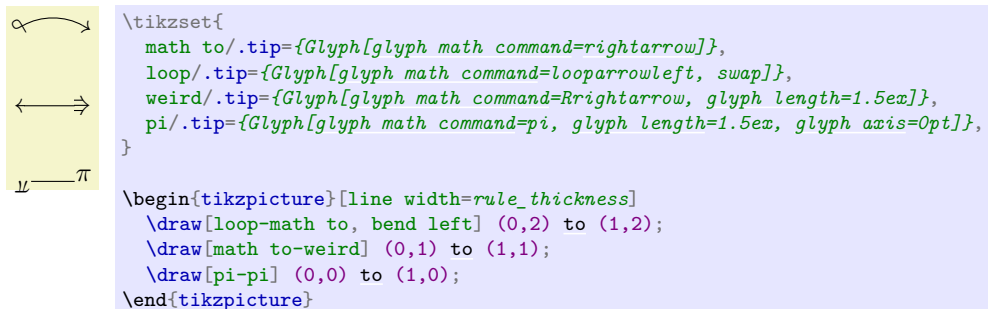 \tikzset{
  math to/.tip={Glyph[glyph math command=rightarrow]},
  loop/.tip={Glyph[glyph math command=looparrowleft, swap]},
  weird/.tip={Glyph[glyph math command=Rrightarrow, glyph length=1.5ex]},
  pi/.tip={Glyph[glyph math command=pi, glyph length=1.5ex, glyph axis=0pt]},
}
\begin{tikzpicture}[line width=rule_thickness]
  \draw[loop-math to, bend left] (0,2) to (1,2);
  \draw[math to-weird] (0,1) to (1,1);
  \draw[pi-pi] (0,0) to (1,0);
\end{tikzpicture}
π π